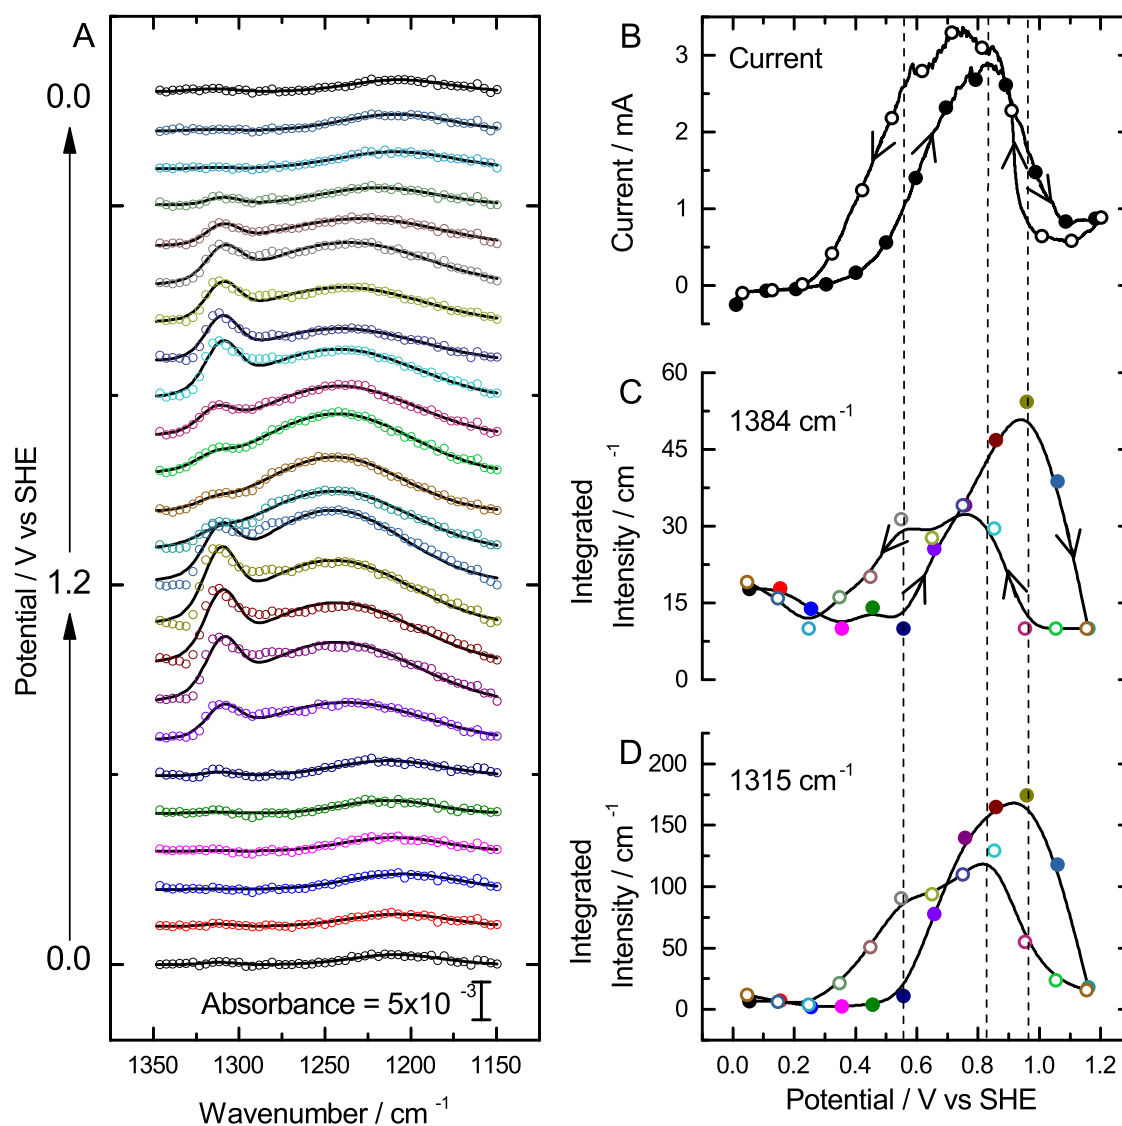 A
0.0
1.2
0.0
Potential / V vs SHE
Absorbance = 5x10 -3
1350 1300 1250 1200 1150
Wavenumber / cm -1
B
Current
3
2
1
0
Current / mA
C
1384 cm-1
60
45
30
15
0
Integrated
Intensity / cm-1
D
1315 cm-1
200
150
100
50
0
Integrated
Intensity / cm-1
0.0 0.2 0.4 0.6 0.8 1.0 1.2
Potential / V vs SHE